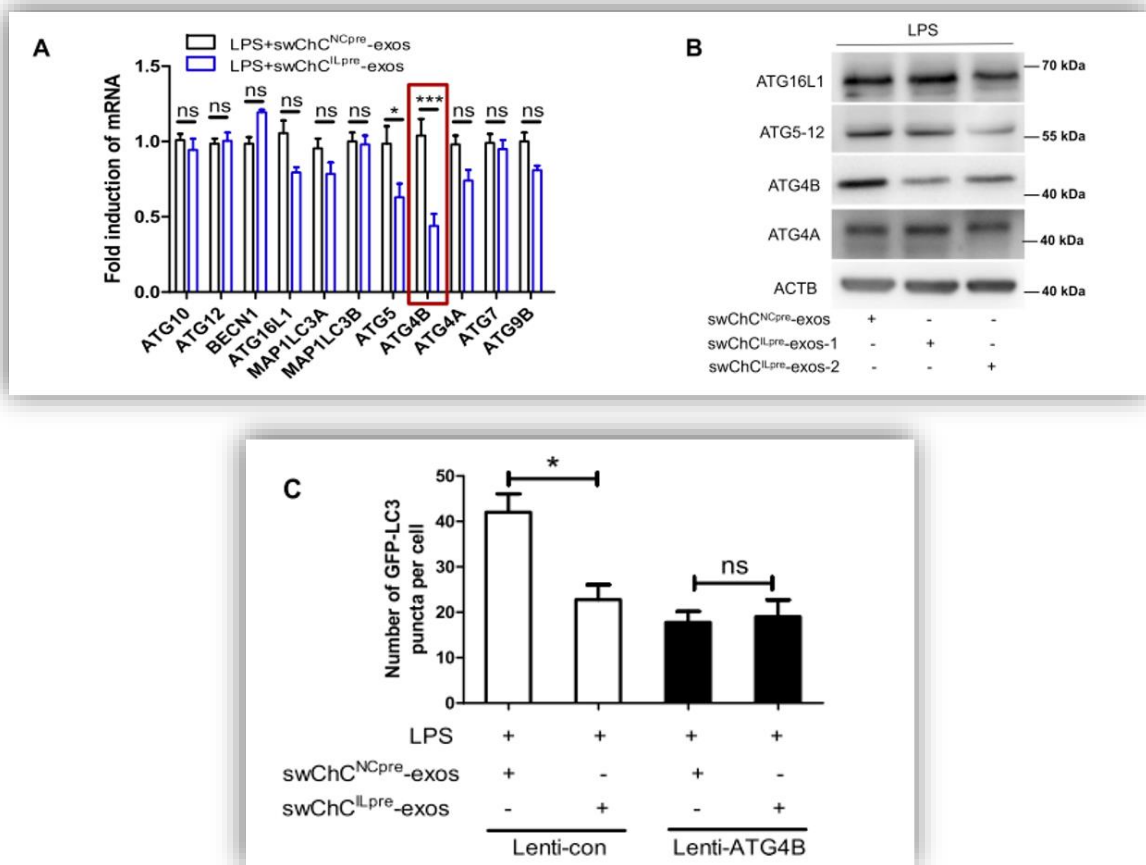 A
LPS+swChC^NCpre-exos
LPS+swChC^ILpre-exos
Fold induction of mRNA
1.5
1.0
0.5
0.0
ns ns ns ns ns ns * *** ns ns ns
ATG10 ATG12 BECN1 ATG16L1 MAP1LC3A MAP1LC3B ATG5 ATG4B ATG4A ATG7 ATG9B
B
LPS
ATG16L1 70 kDa
ATG5-12 55 kDa
ATG4B 40 kDa
ATG4A 40 kDa
ACTB 40 kDa
swChC^NCpre-exos + - -
swChC^ILpre-exos-1 - + -
swChC^ILpre-exos-2 - - +
C
Number of GFP-LC3
puncta per cell
50
40
30
20
10
0
* ns
LPS + + + +
swChC^NCpre-exos + - + -
swChC^ILpre-exos - + - +
Lenti-con Lenti-ATG4B